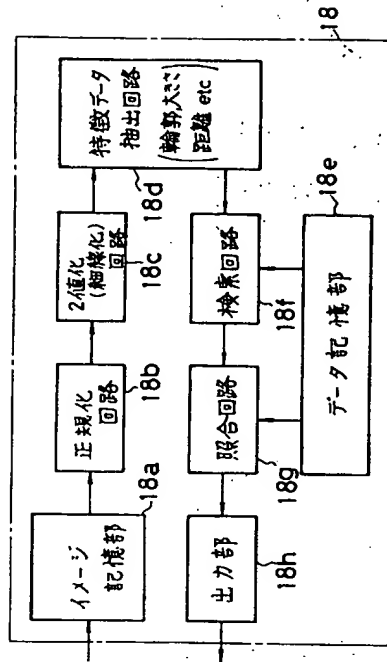 18
イメージ
記憶部
18a
正規化
回路
18b
2値化
(細線化)
回路
18c
特徴データ
抽出回路
(輪郭,大きさ
距離 etc)
18d
データ記憶部
18e
検索回路
18f
照合回路
18g
出力部
18h